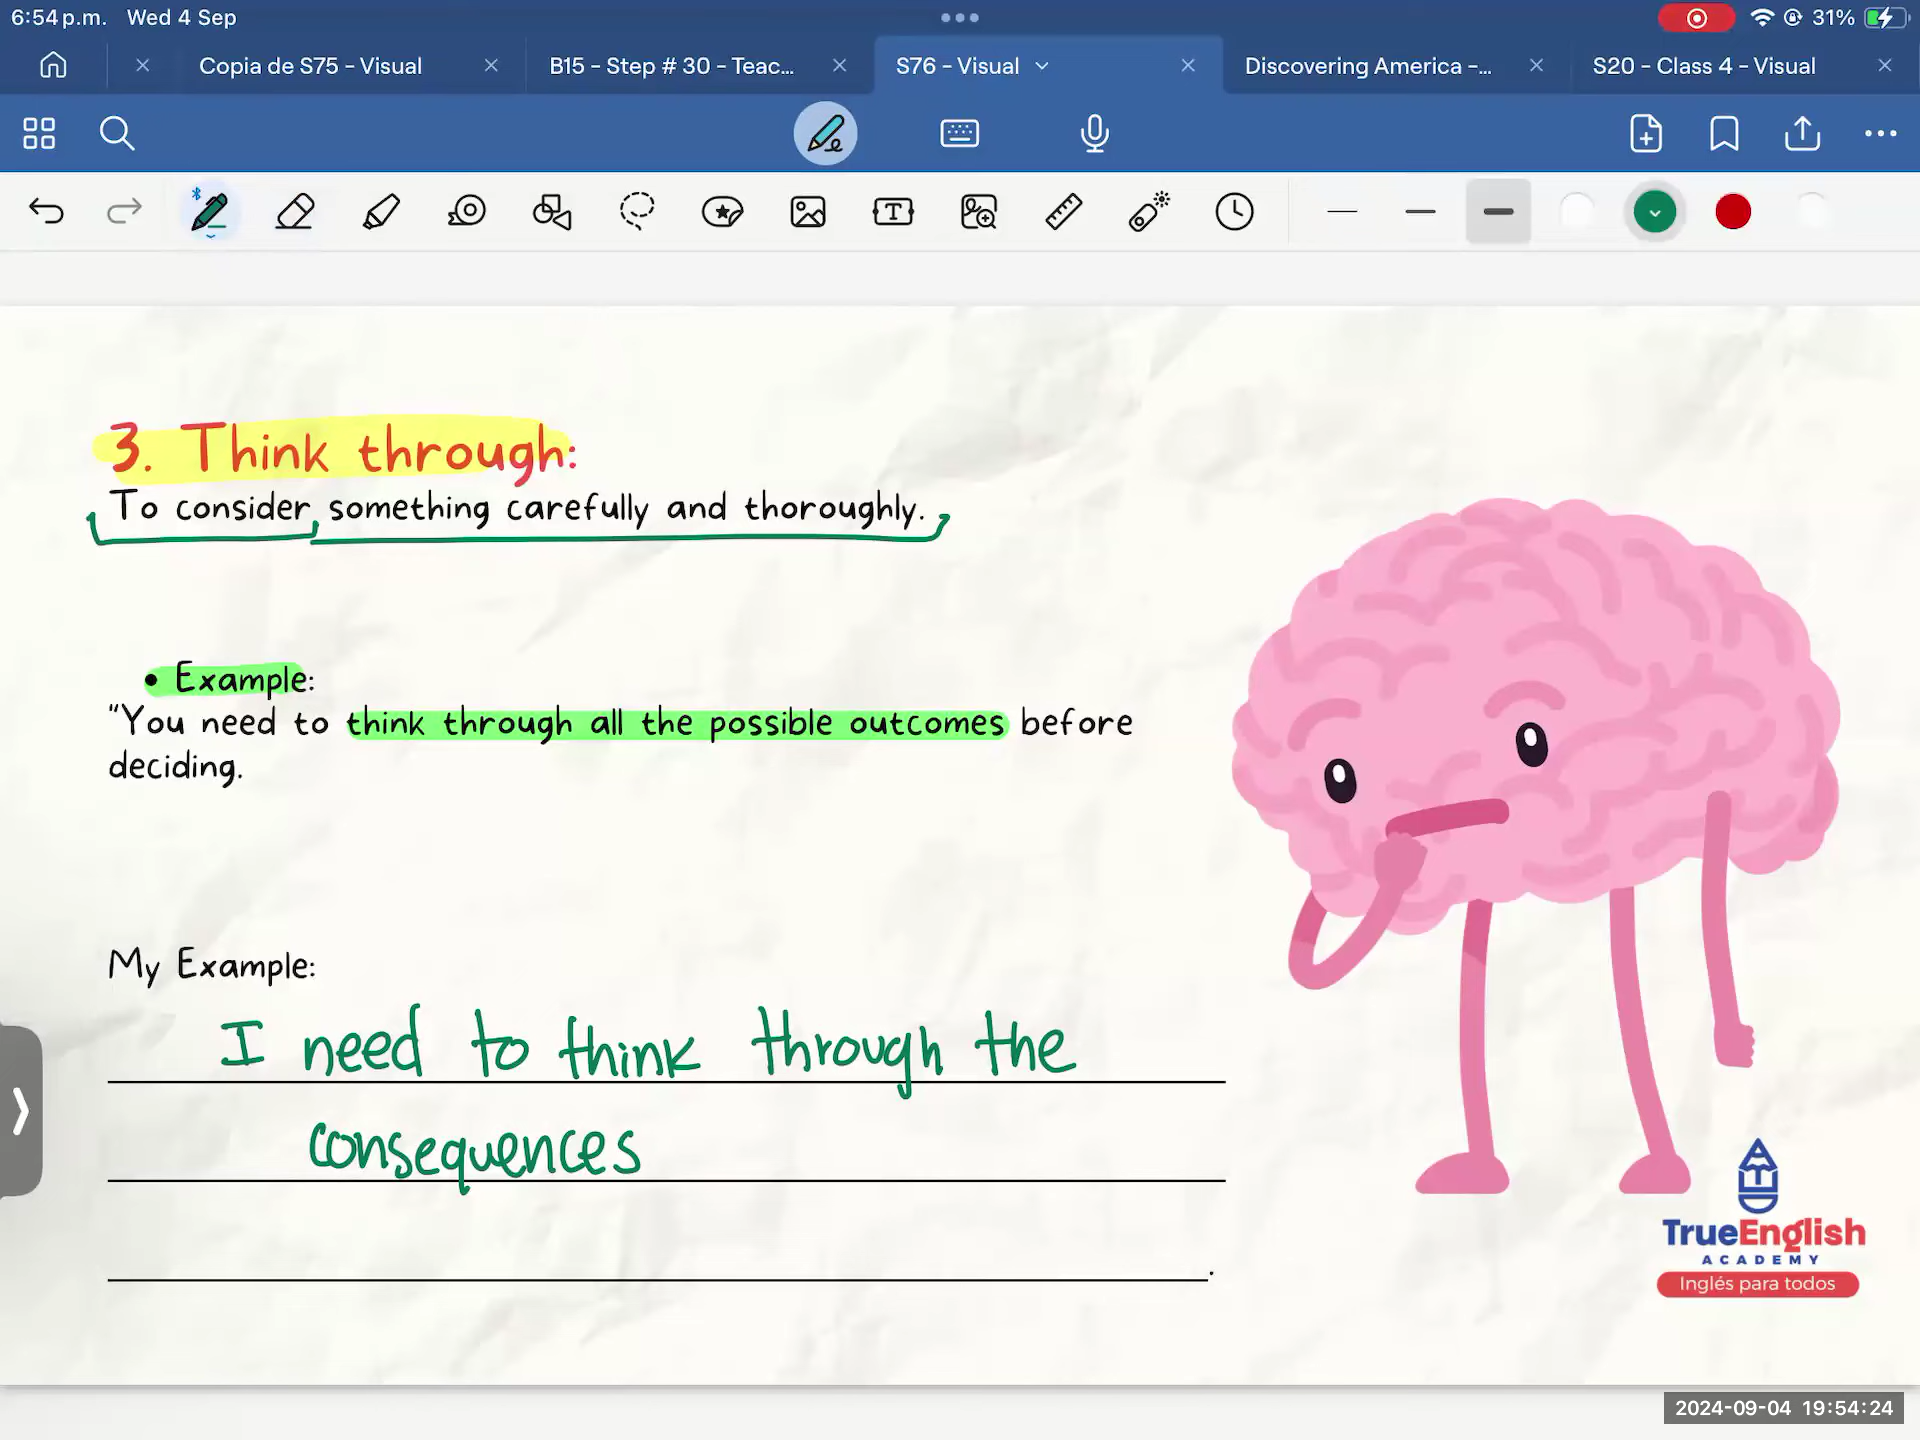 6:54 p.m. Wed 4 Sep
31%
Copia de S75 - Visual
B15 - Step # 30 - Teac...
S76 - Visual
Discovering America -...
S20 - Class 4 - Visual
3. Think through:
To consider something carefully and thoroughly.
• Example:
"You need to think through all the possible outcomes before
deciding.
My Example:
I need to think through the
consequences
.
TrueEnglish
ACADEMY
Inglés para todos
2024-09-04 19:54:24